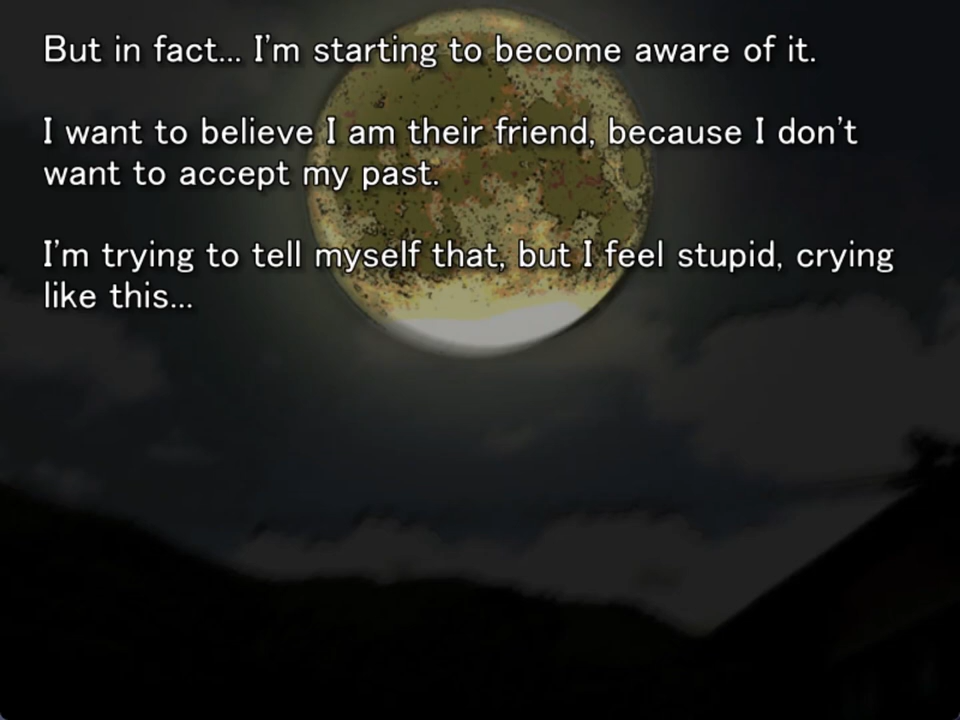 But in fact... I'm starting to become aware of it.
I want to believe I am their friend, because I don't
want to accept my past.
I'm trying to tell myself that, but I feel stupid, crying
like this...